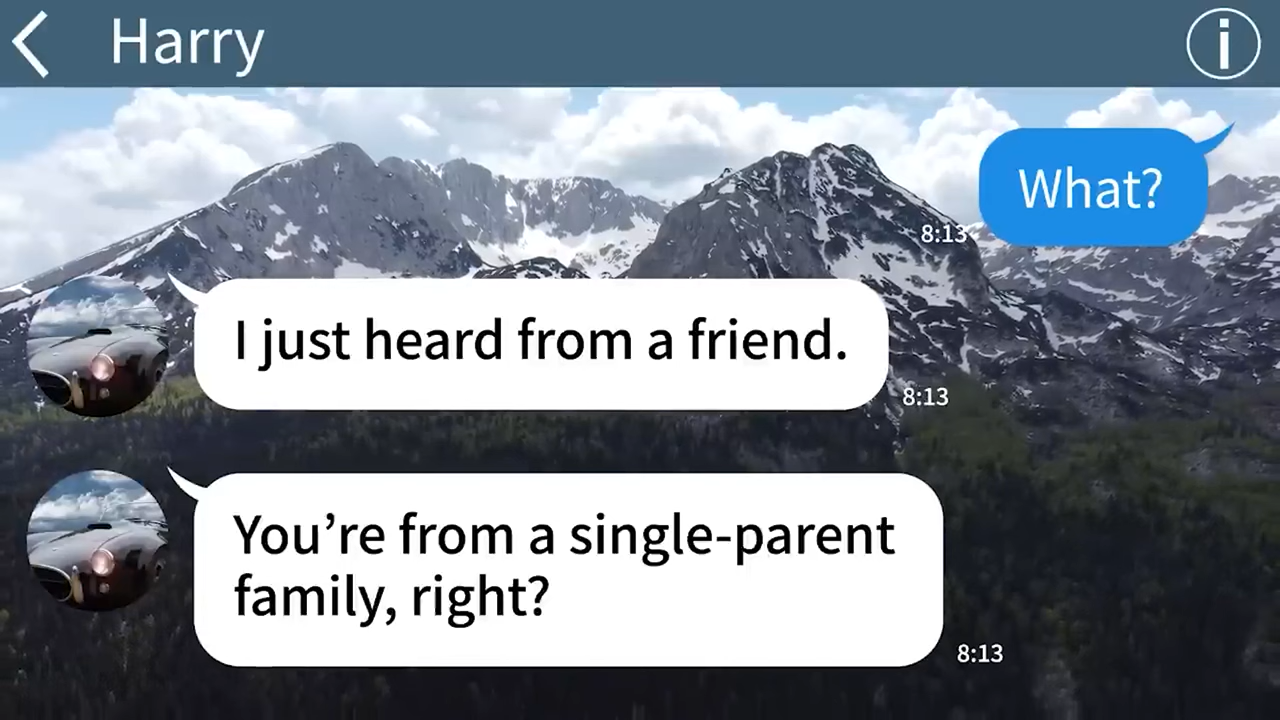 Harry
What?
8:13
I just heard from a friend.
8:13
You’re from a single-parent
family, right?
8:13